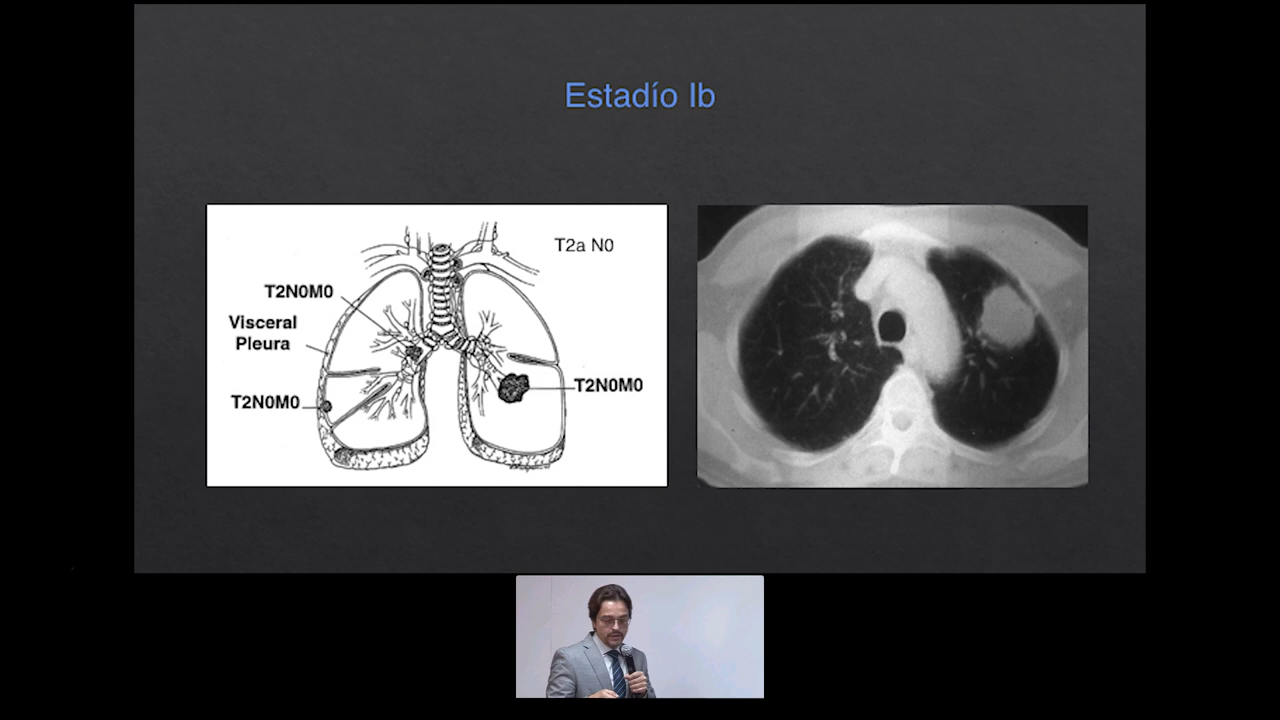 Estadío Ib
T2a N0
T2N0M0
Visceral
Pleura
T2N0M0
T2N0M0